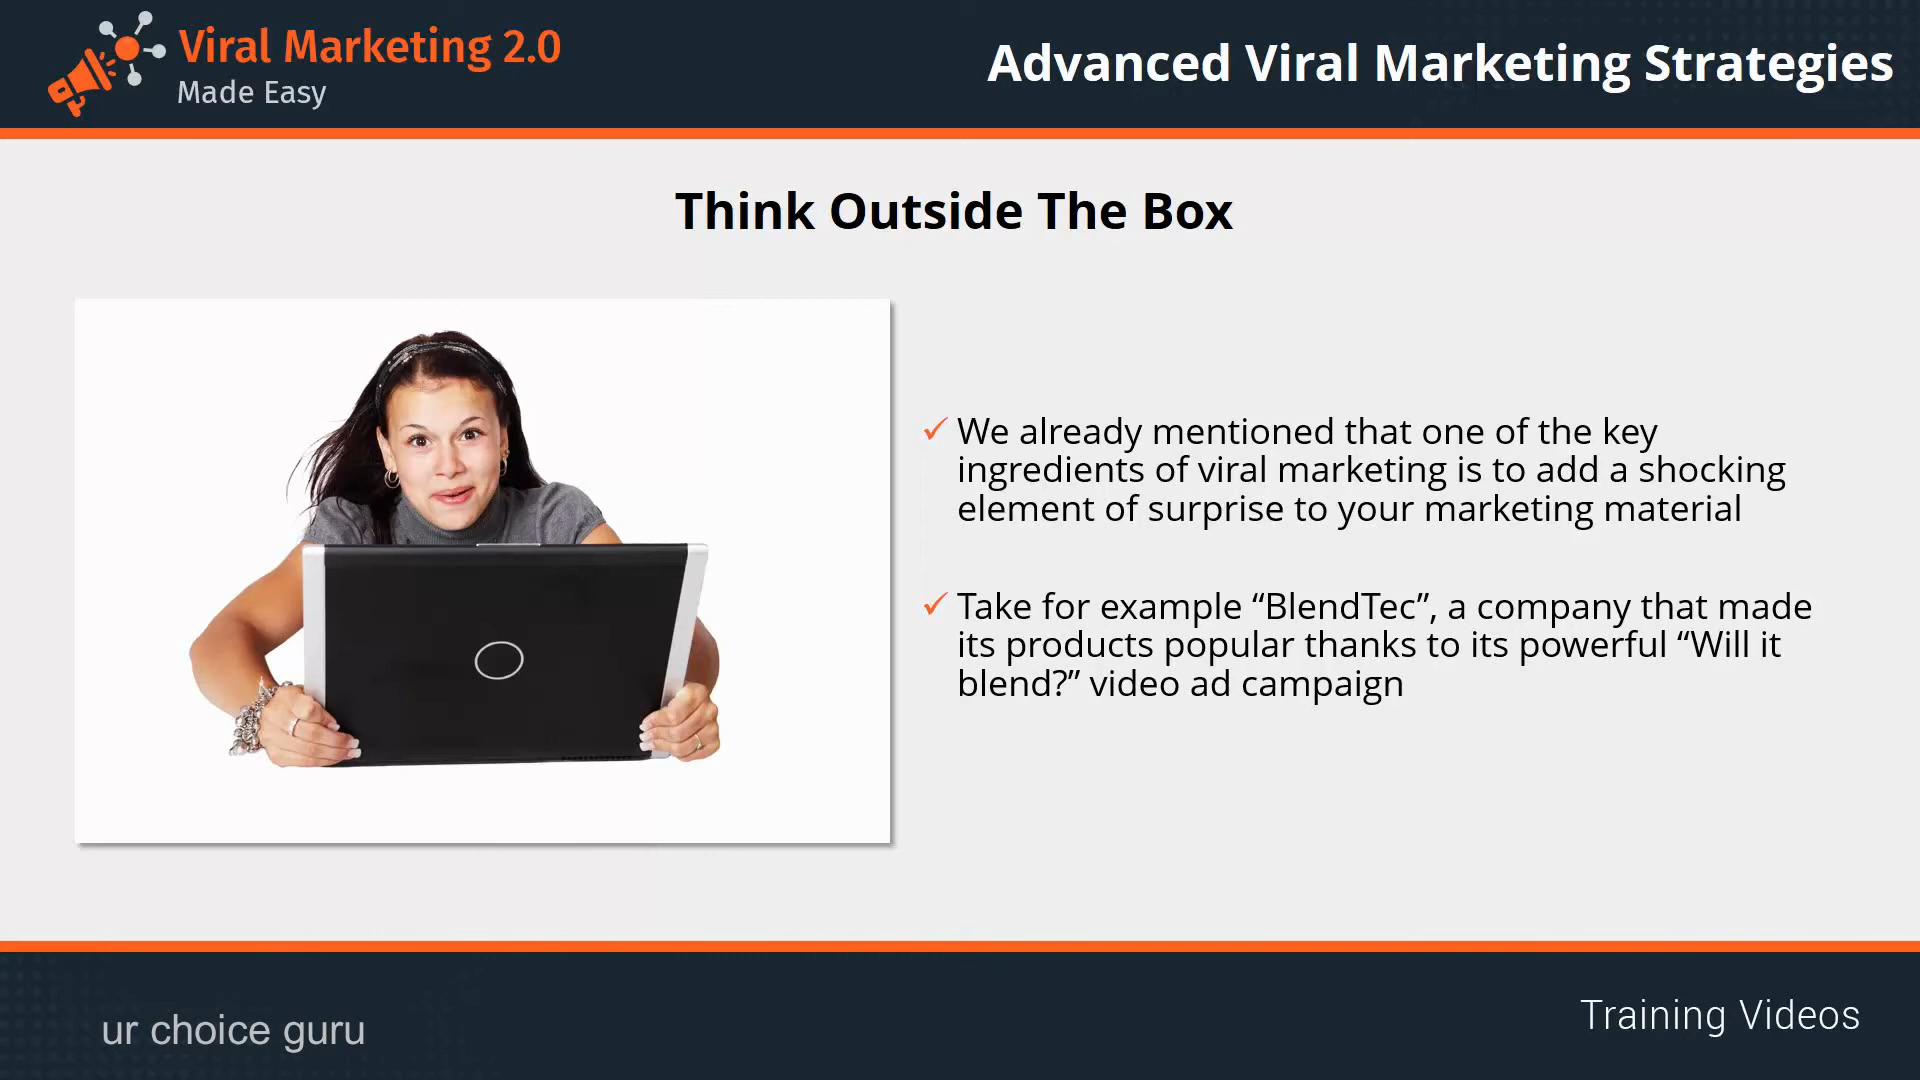 Viral Marketing 2.0
Made Easy
Advanced Viral Marketing Strategies
Think Outside The Box
✓ We already mentioned that one of the key
ingredients of viral marketing is to add a shocking
element of surprise to your marketing material
✓ Take for example “BlendTec”, a company that made
its products popular thanks to its powerful “Will it
blend?” video ad campaign
ur choice guru
Training Videos